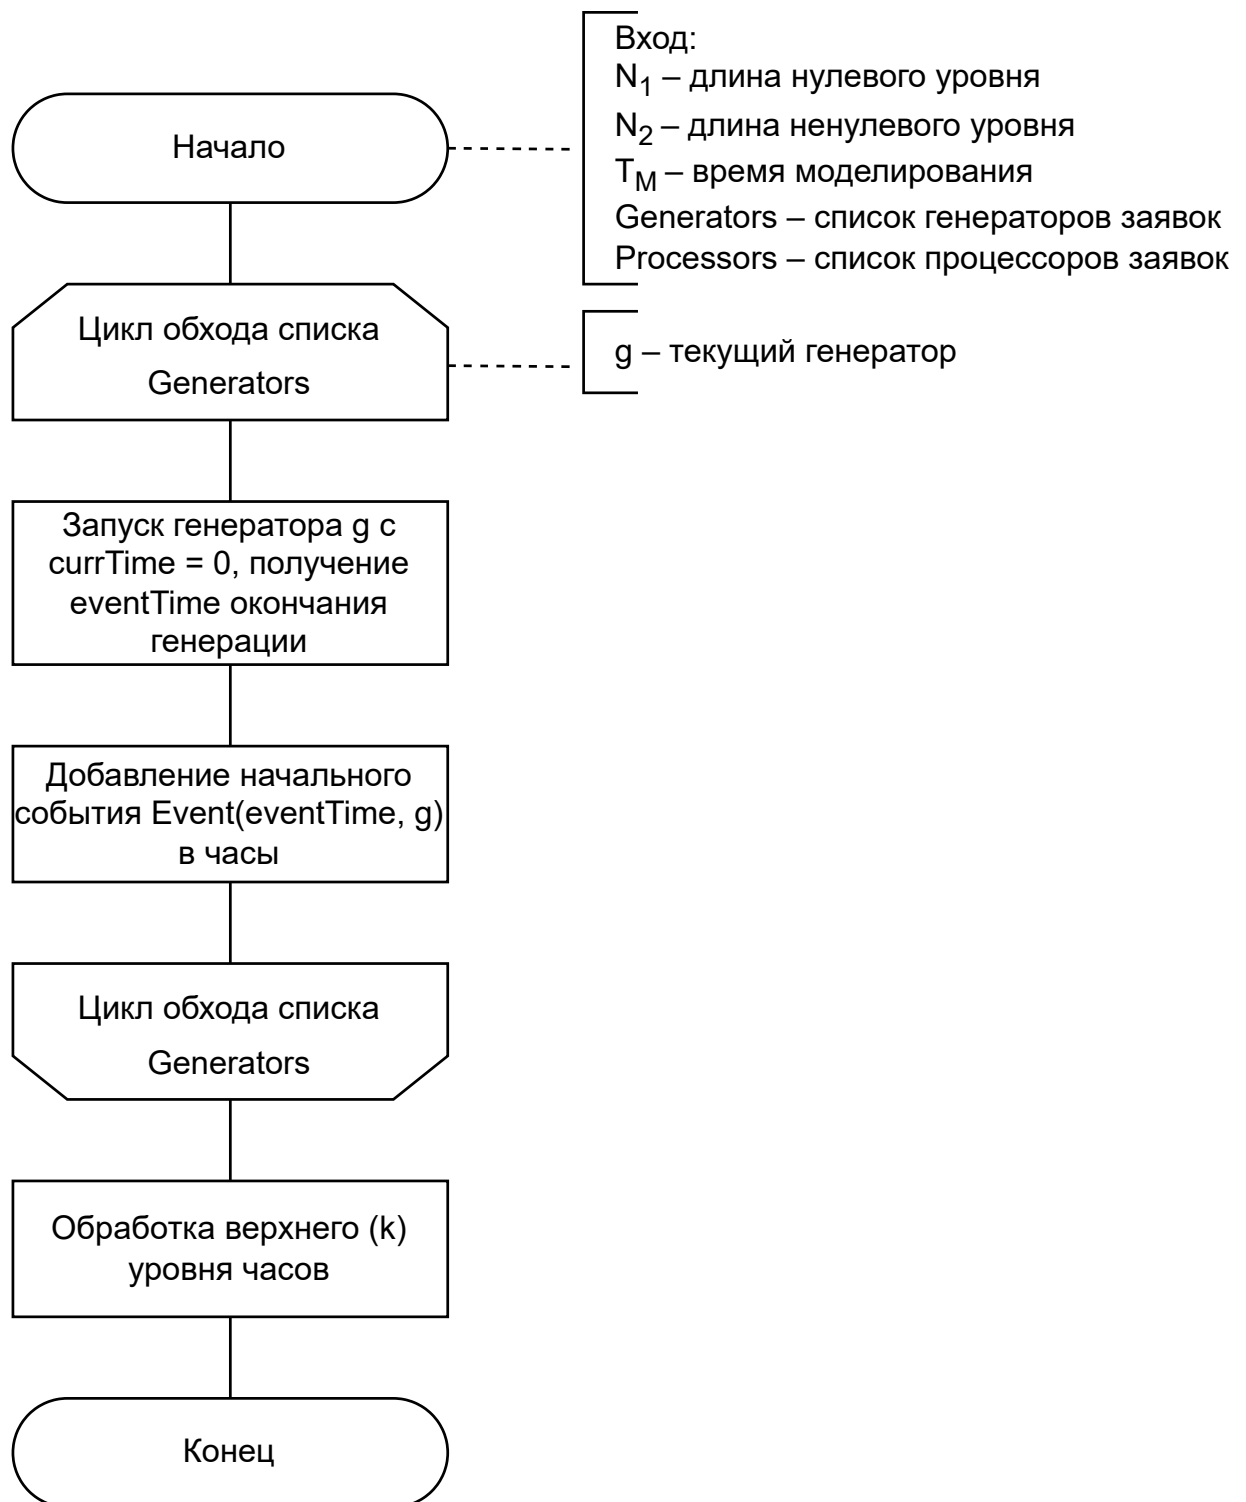 Вход:
N₁ – длина нулевого уровня
N₂ – длина ненулевого уровня
Tᴍ – время моделирования
Generators – список генераторов заявок
Processors – список процессоров заявок
Начало
Цикл обхода списка
Generators
g – текущий генератор
Запуск генератора g с
currTime = 0, получение
eventTime окончания
генерации
Добавление начального
события Event(eventTime, g)
в часы
Цикл обхода списка
Generators
Обработка верхнего (k)
уровня часов
Конец